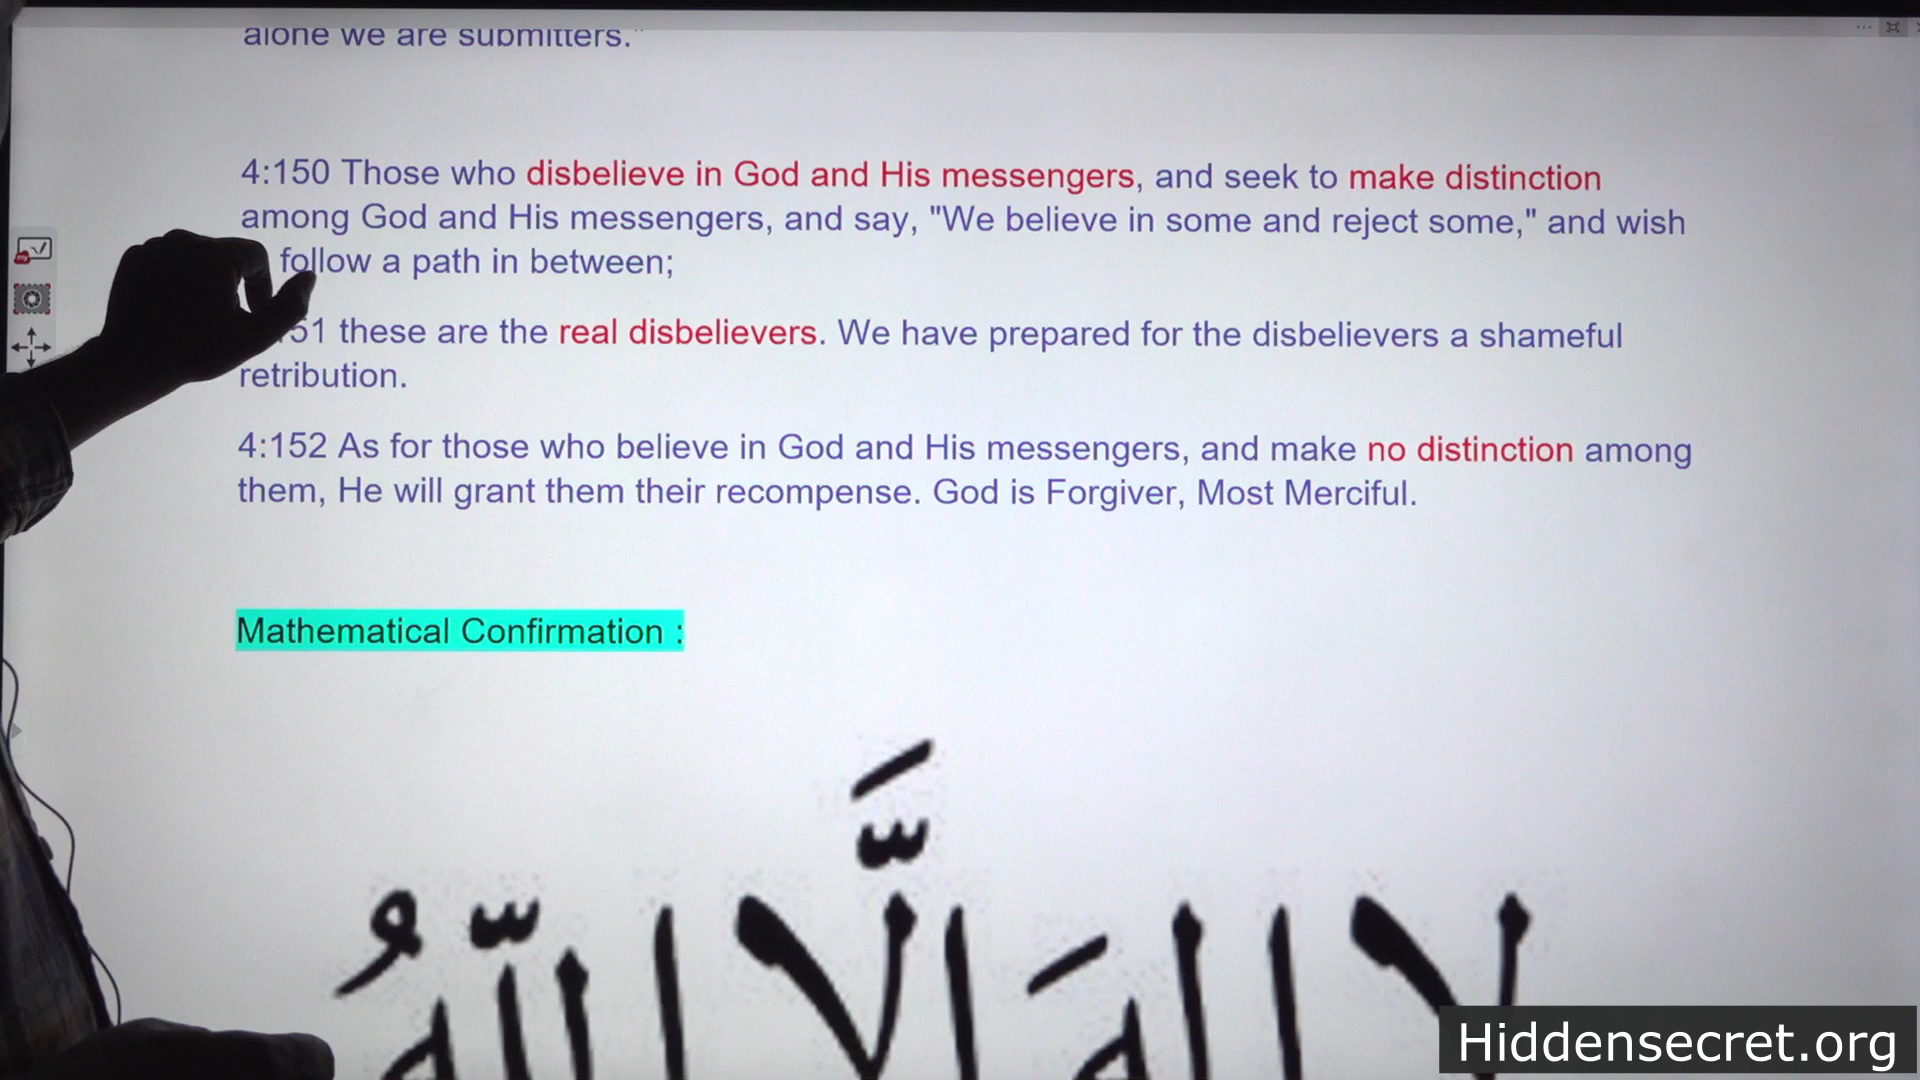 alone we are submitters."
4:150 Those who disbelieve in God and His messengers, and seek to make distinction
among God and His messengers, and say, "We believe in some and reject some," and wish
follow a path in between;
51 these are the real disbelievers. We have prepared for the disbelievers a shameful
retribution.
4:152 As for those who believe in God and His messengers, and make no distinction among
them, He will grant them their recompense. God is Forgiver, Most Merciful.
Mathematical Confirmation :
لا اله الَّا اللّهُ
Hiddensecret.org